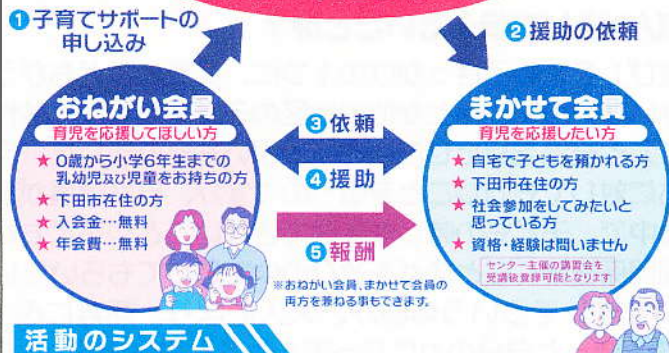 ❶子育てサポートの
申し込み
❷援助の依頼
おねがい会員
育児を応援してほしい方
★ 0歳から小学6年生までの
乳幼児及び児童をお持ちの方
★ 下田市在住の方
★ 入会金…無料
★ 年会費…無料
❸依頼
❹援助
❺報酬
※おねがい会員、まかせて会員の
両方を兼ねる事もできます。
まかせて会員
育児を応援したい方
★ 自宅で子どもを預かれる方
★ 下田市在住の方
★ 社会参加をしてみたいと
思っている方
★ 資格・経験は問いません
センター主催の講習会を
受講後登録可能となります
活動のシステム